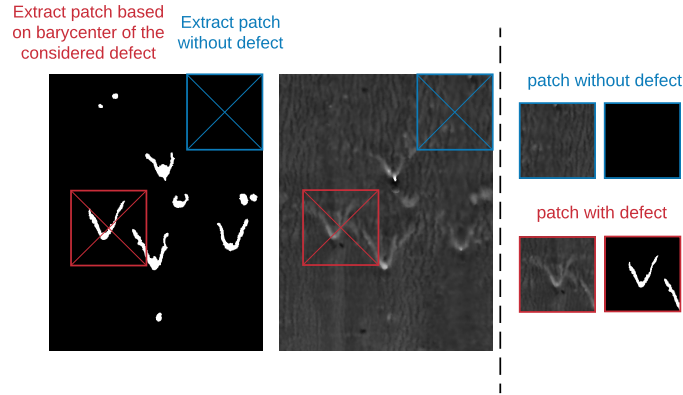 Extract patch based
on barycenter of the
considered defect
Extract patch
without defect
patch without defect
patch with defect